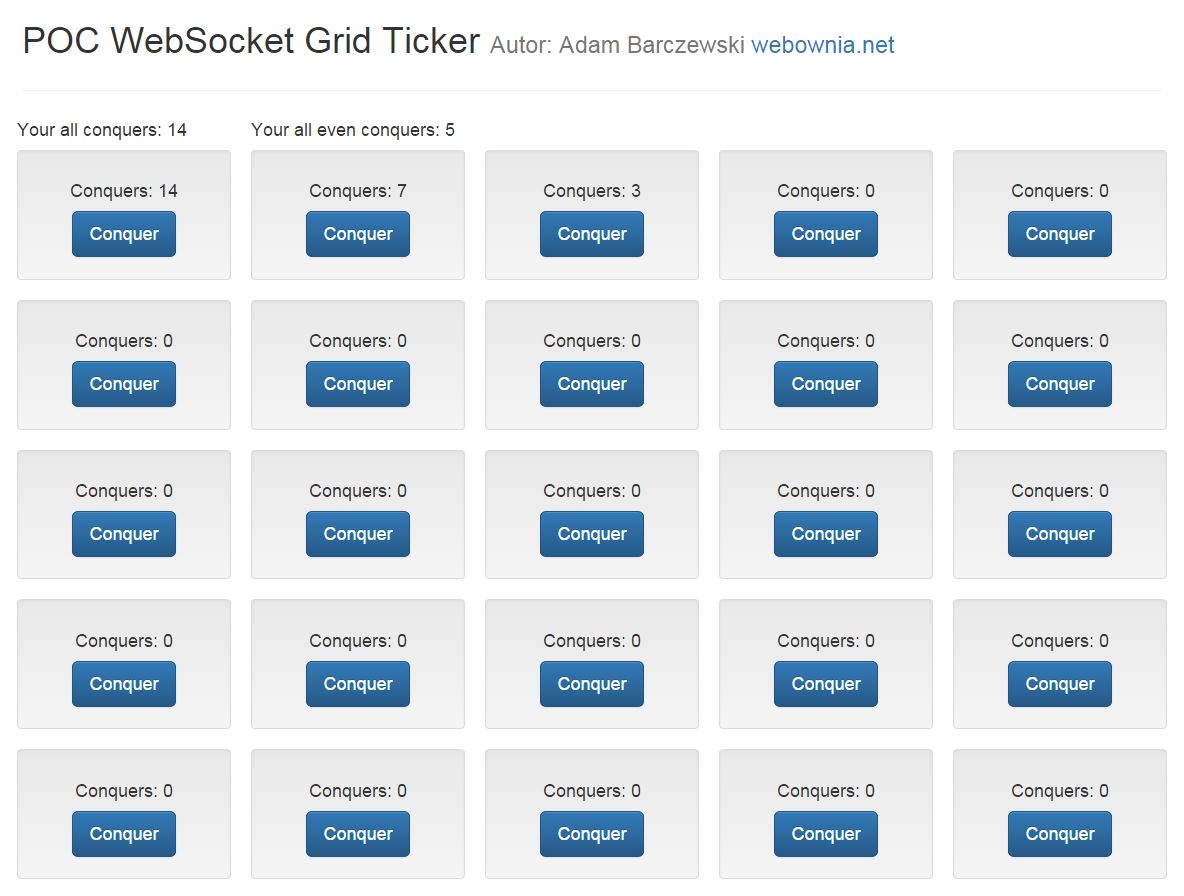 POC WebSocket Grid Ticker Autor: Adam Barczewski webownia.net
Your all conquers: 14 Your all even conquers: 5
Conquers: 14 Conquers: 7 Conquers: 3 Conquers: 0 Conquers: 0
Conquer Conquer Conquer Conquer Conquer
Conquers: 0 Conquers: 0 Conquers: 0 Conquers: 0 Conquers: 0
Conquer Conquer Conquer Conquer Conquer
Conquers: 0 Conquers: 0 Conquers: 0 Conquers: 0 Conquers: 0
Conquer Conquer Conquer Conquer Conquer
Conquers: 0 Conquers: 0 Conquers: 0 Conquers: 0 Conquers: 0
Conquer Conquer Conquer Conquer Conquer
Conquers: 0 Conquers: 0 Conquers: 0 Conquers: 0 Conquers: 0
Conquer Conquer Conquer Conquer Conquer